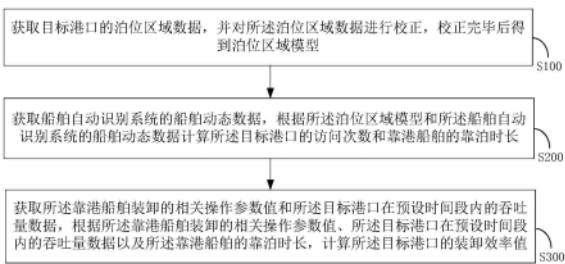 获取目标港口的泊位区域数据，并对所述泊位区域数据进行校正，校正完毕后得
到泊位区域模型
S100
获取船舶自动识别系统的船舶动态数据，根据所述泊位区域模型和所述船舶自动
识别系统的船舶动态数据计算所述目标港口的访问次数和靠港船舶的靠泊时长
S200
获取所述靠港船舶装卸的相关操作参数值和所述目标港口在预设时间段内的吞吐
量数据，根据所述靠港船舶装卸的相关操作参数值、所述目标港口在预设时间段
内的吞吐量数据以及所述靠港船舶的靠泊时长，计算所述目标港口的装卸效率值
S300